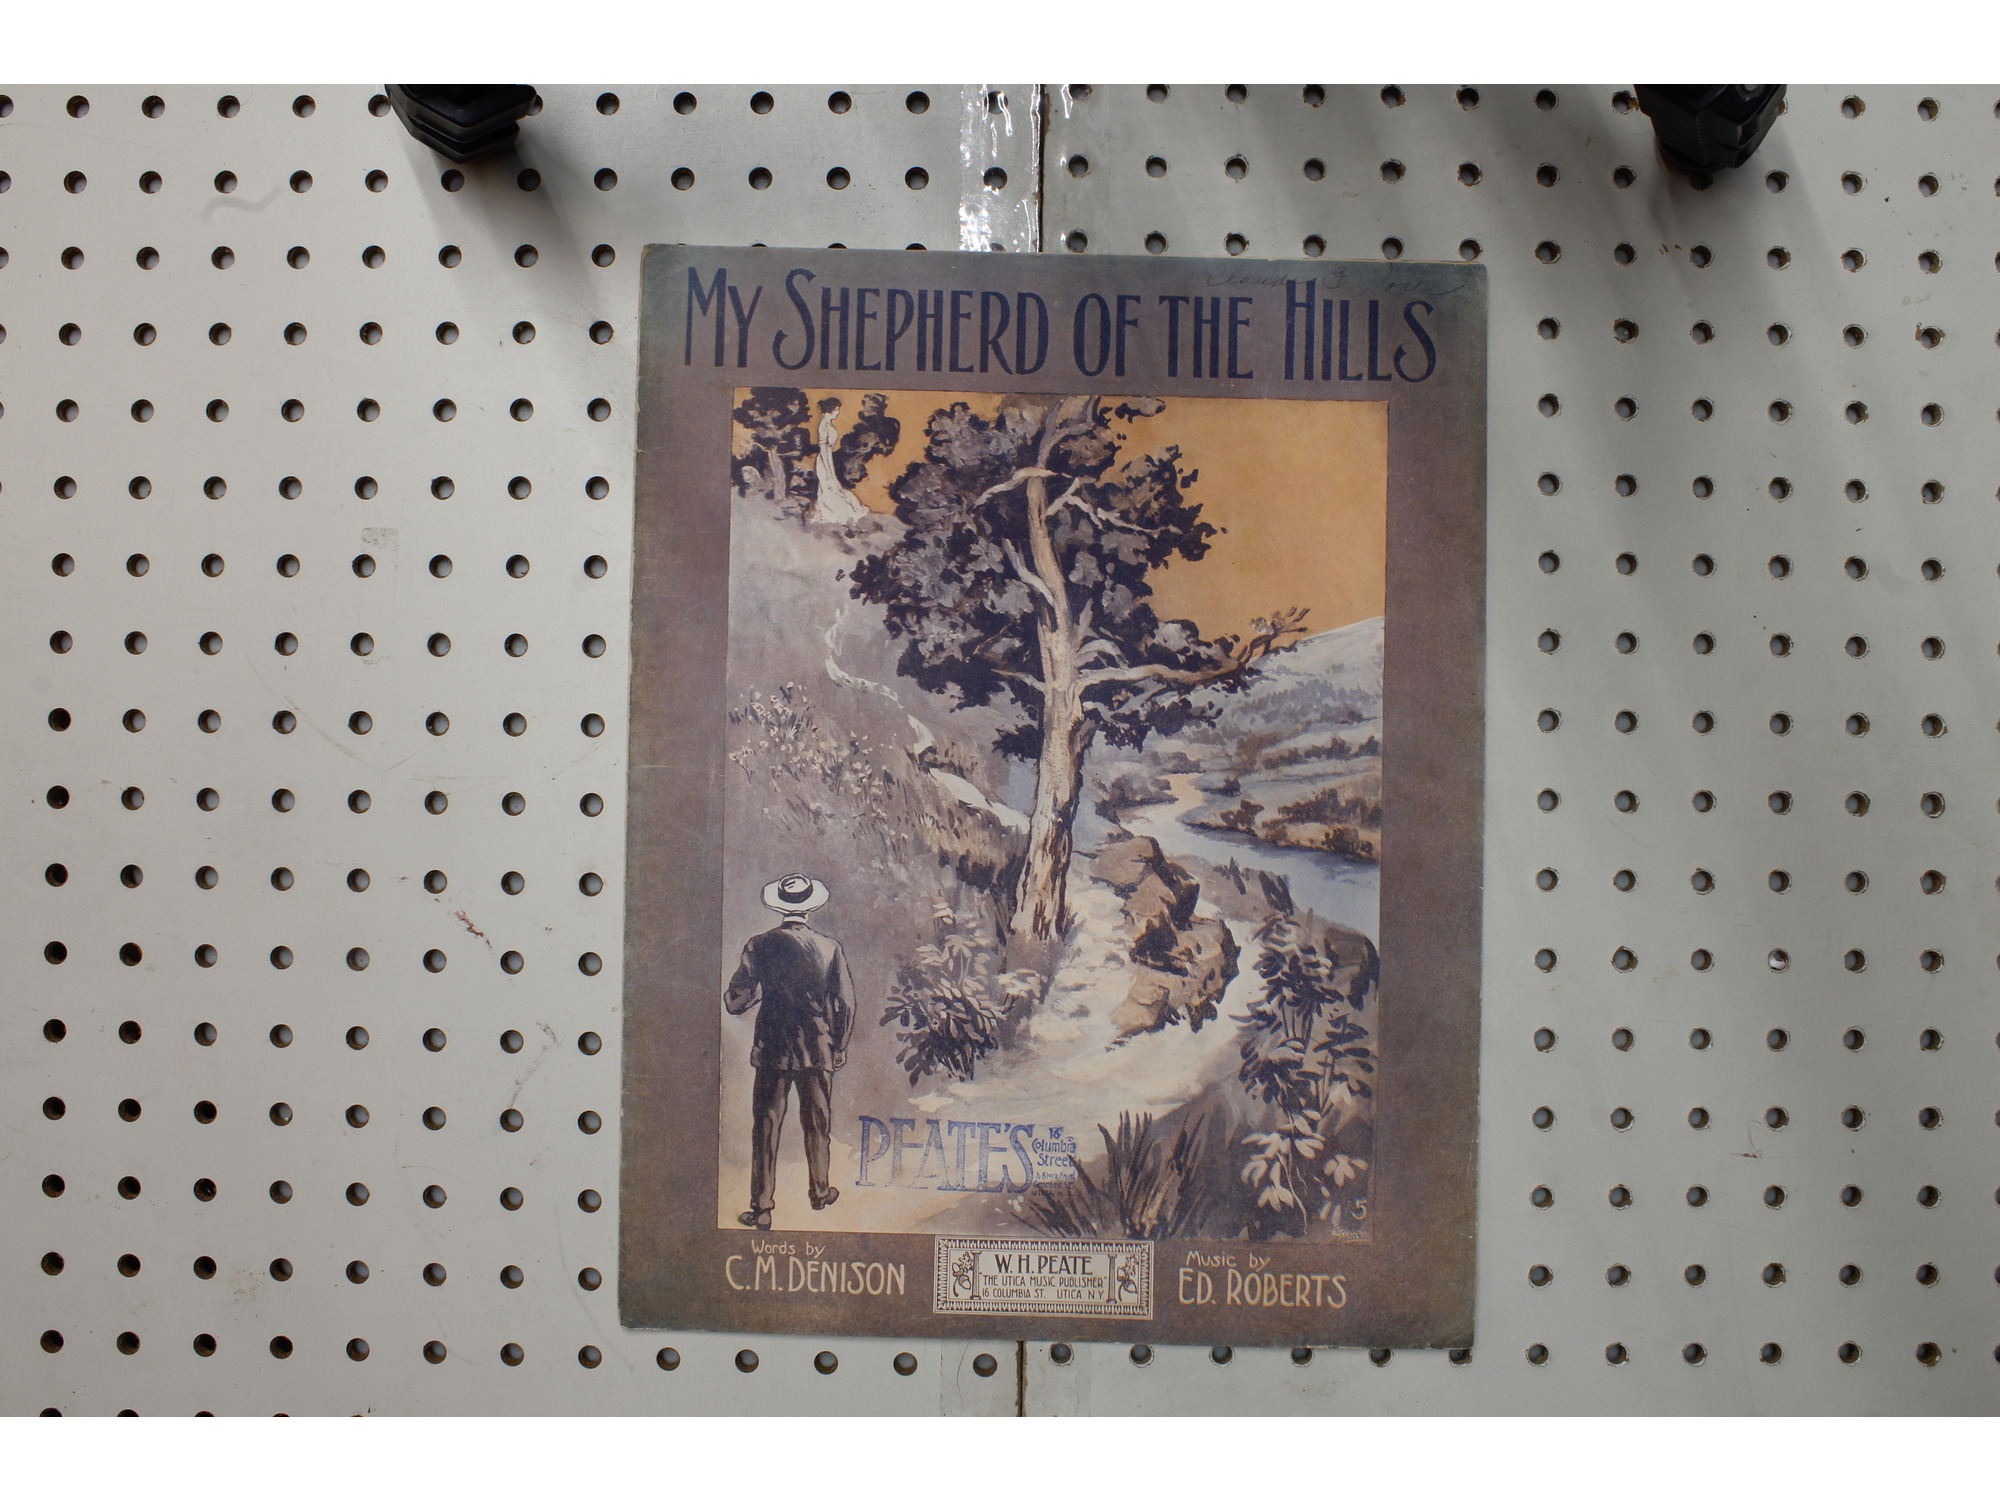 MY SHEPHERD OF THE HILLS
PEATE'S
16
Columbia
Street
UTICA N.Y.
5
Words by
C. M. DENISON
W. H. PEATE
"THE UTICA MUSIC PUBLISHER"
16 COLUMBIA ST. UTICA N Y
Music by
ED. ROBERTS